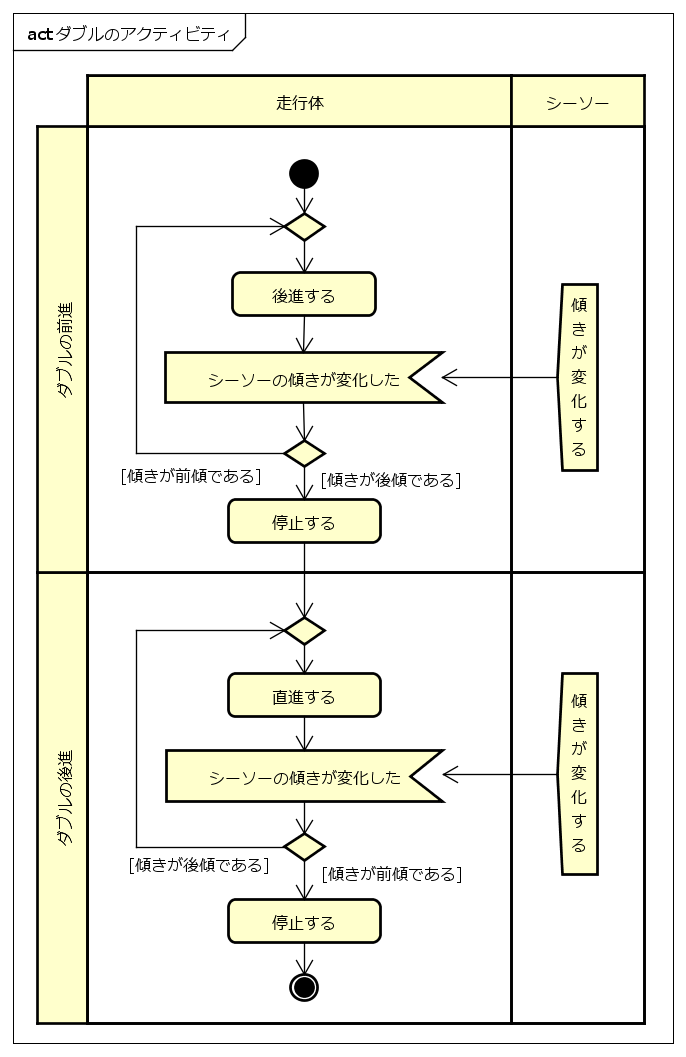 act ダブルのアクティビティ
走行体
シーソー
ダブルの前進
後進する
シーソーの傾きが変化した
傾きが変化する
[傾きが前傾である]
[傾きが後傾である]
停止する
ダブルの後進
直進する
シーソーの傾きが変化した
傾きが変化する
[傾きが後傾である]
[傾きが前傾である]
停止する